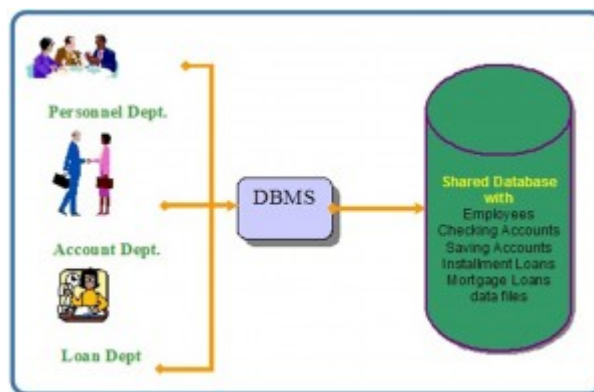 Personnel Dept.
Account Dept.
Loan Dept
DBMS
Shared Database
with
Employees
Checking Accounts
Saving Accounts
Installment Loans
Mortgage Loans
data files